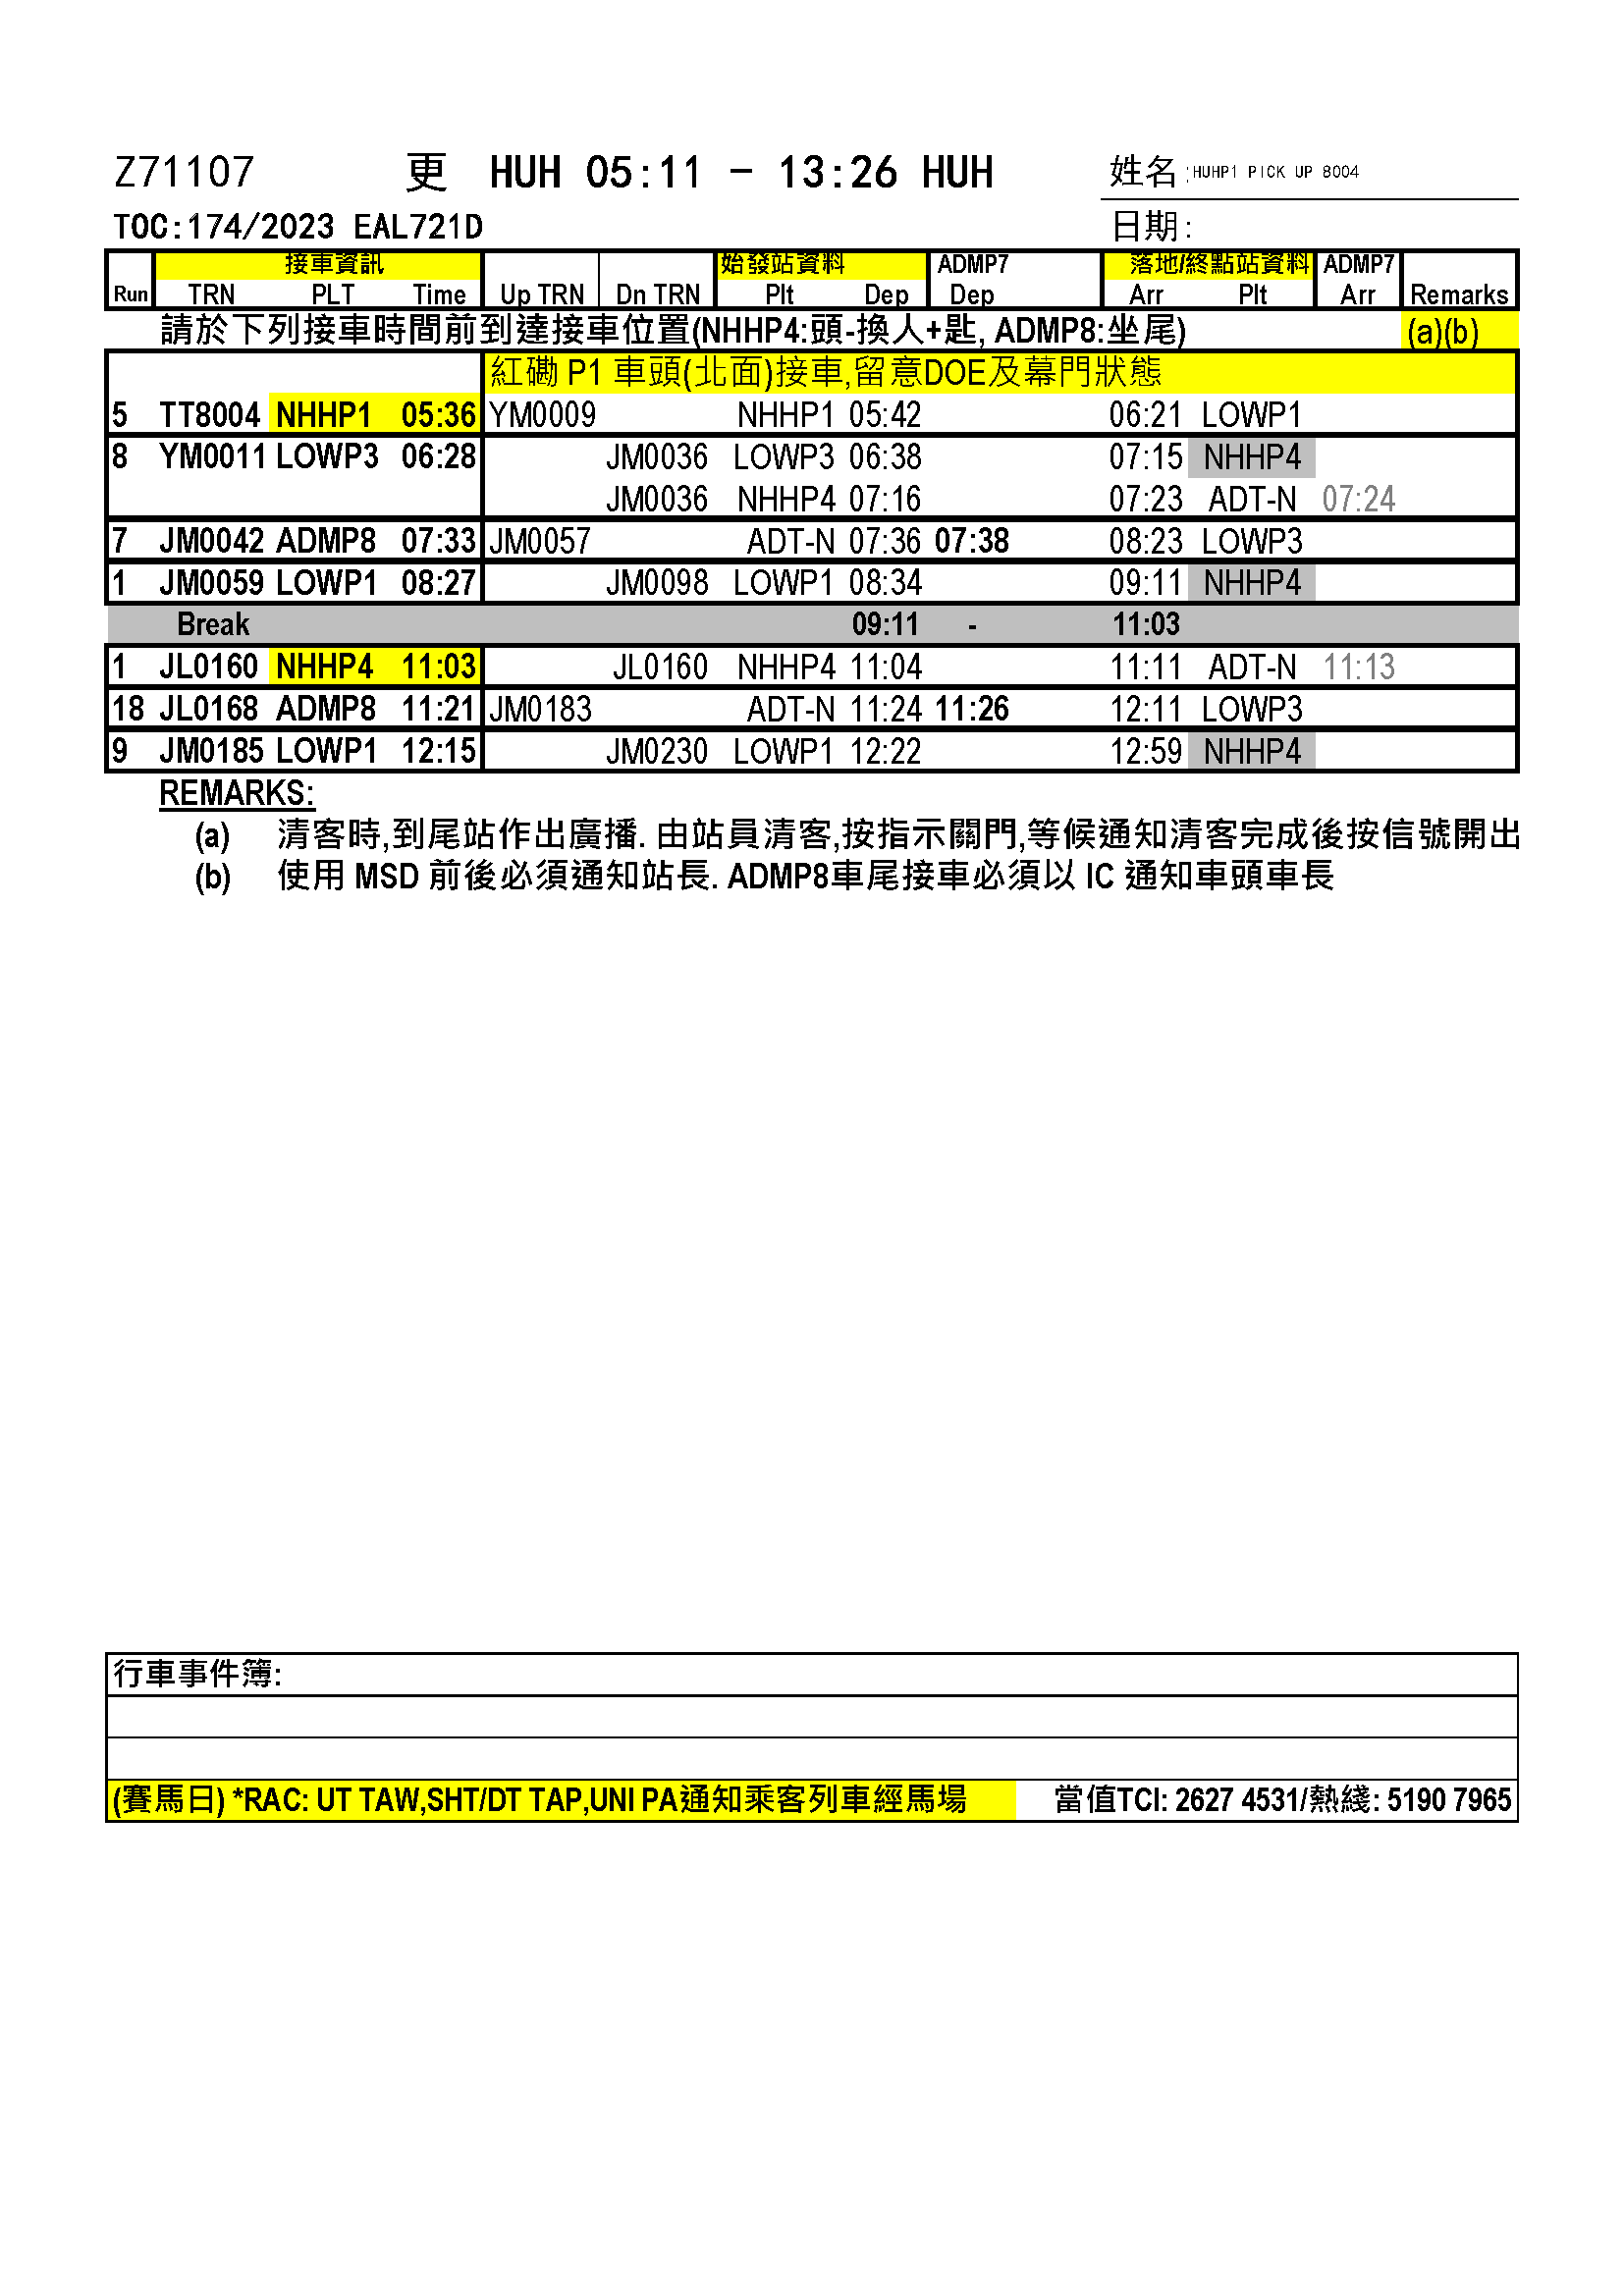 Z71107 更 HUH 05:11 - 13:26 HUH 姓名:HUHP1 PICK UP 8004
TOC:174/2023 EAL721D 日期:
接車資訊 始發站資料 ADMP7 落地/終點站資料 ADMP7
Run TRN PLT Time Up TRN Dn TRN Plt Dep Dep Arr Plt Arr Remarks
請於下列接車時間前到達接車位置(NHHP4:頭-換人+匙, ADMP8:坐尾) (a)(b)
紅磡 P1 車頭(北面)接車,留意DOE及幕門狀態
5 TT8004 NHHP1 05:36 YM0009 NHHP1 05:42 06:21 LOWP1
8 YM0011 LOWP3 06:28 JM0036 LOWP3 06:38 07:15 NHHP4
JM0036 NHHP4 07:16 07:23 ADT-N 07:24
7 JM0042 ADMP8 07:33 JM0057 ADT-N 07:36 07:38 08:23 LOWP3
1 JM0059 LOWP1 08:27 JM0098 LOWP1 08:34 09:11 NHHP4
Break 09:11 - 11:03
1 JL0160 NHHP4 11:03 JL0160 NHHP4 11:04 11:11 ADT-N 11:13
18 JL0168 ADMP8 11:21 JM0183 ADT-N 11:24 11:26 12:11 LOWP3
9 JM0185 LOWP1 12:15 JM0230 LOWP1 12:22 12:59 NHHP4
REMARKS:
(a) 清客時,到尾站作出廣播. 由站員清客,按指示關門,等候通知清客完成後按信號開出
(b) 使用 MSD 前後必須通知站長. ADMP8車尾接車必須以 IC 通知車頭車長
行車事件簿:
(賽馬日) *RAC: UT TAW,SHT/DT TAP,UNI PA通知乘客列車經馬場 當值TCI: 2627 4531/熱綫: 5190 7965